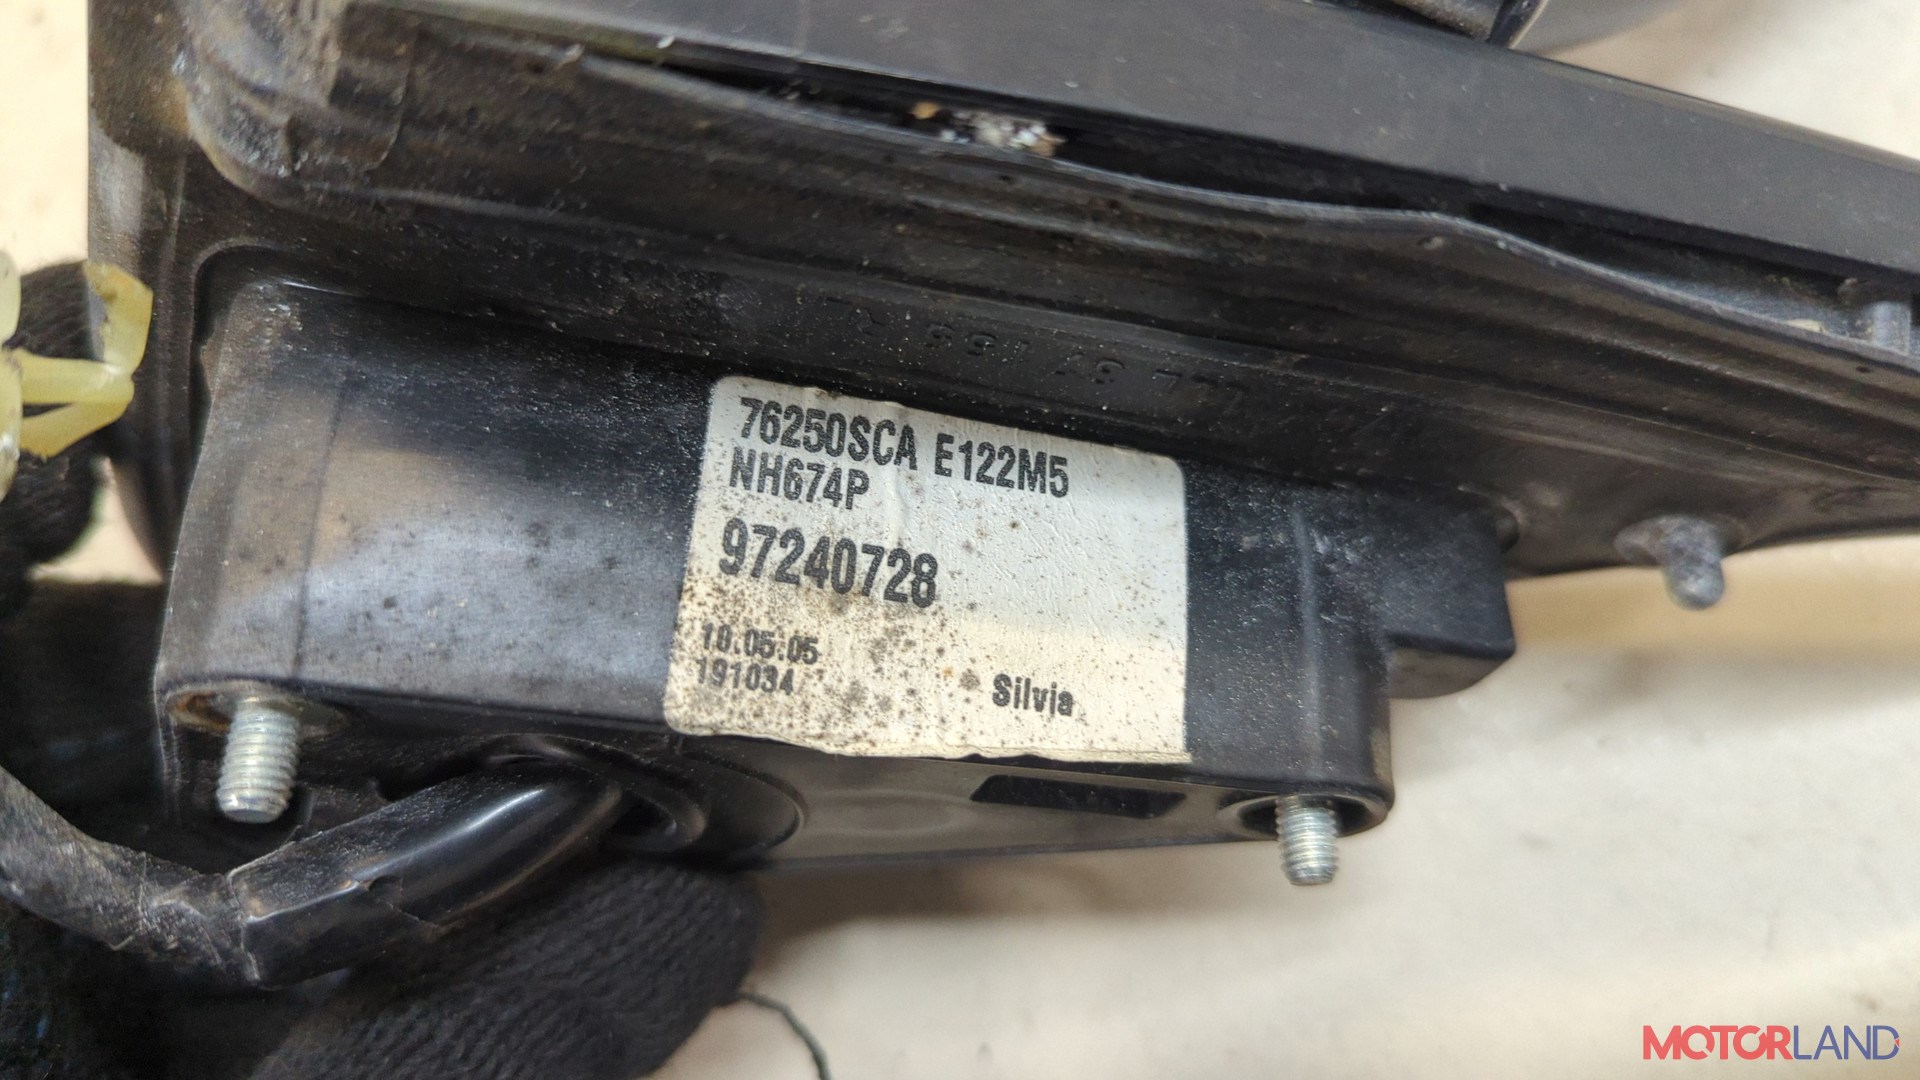 76250SCA E122M5
NH674P
97240728
10.05.05
191034
Silvia
MOTORLAND